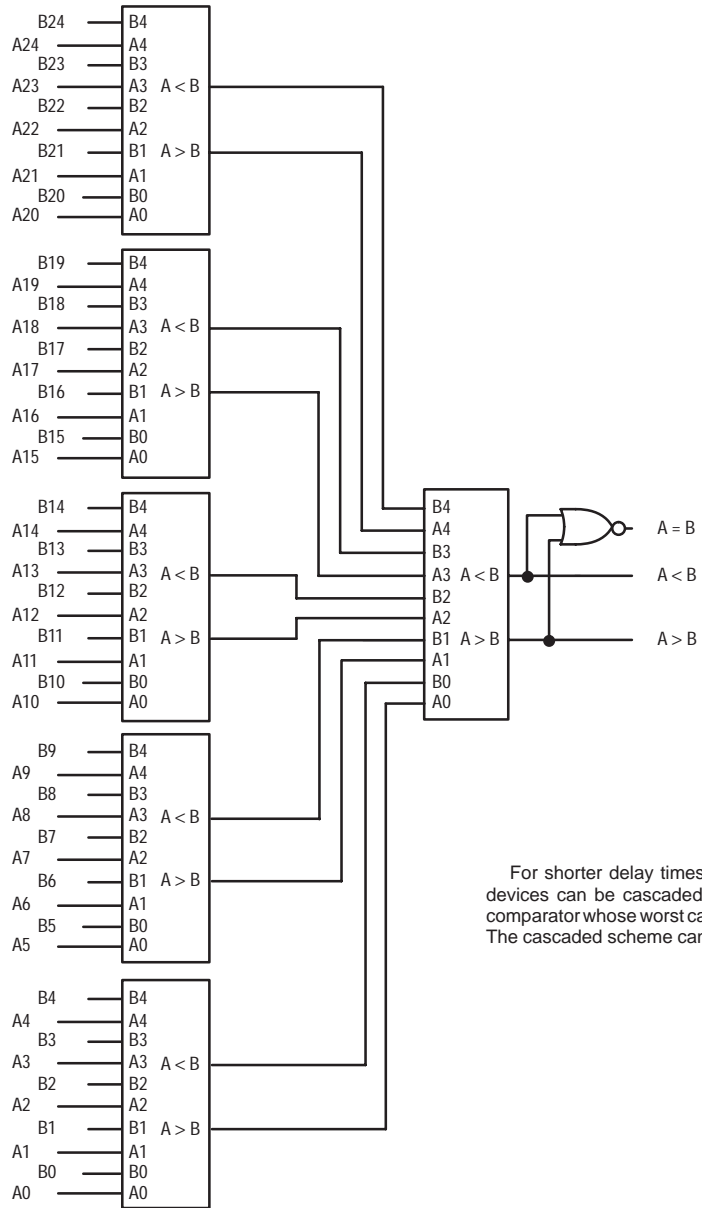 B24 B4
A24 A4
B23 B3
A23 A3 A < B
B22 B2
A22 A2
B21 B1 A > B
A21 A1
B20 B0
A20 A0
B19 B4
A19 A4
B18 B3
A18 A3 A < B
B17 B2
A17 A2
B16 B1 A > B
A16 A1
B15 B0
A15 A0
B14 B4
A14 A4
B13 B3
A13 A3 A < B
B12 B2
A12 A2
B11 B1 A > B
A11 A1
B10 B0
A10 A0
B9 B4
A9 A4
B8 B3
A8 A3 A < B
B7 B2
A7 A2
B6 B1 A > B
A6 A1
B5 B0
A5 A0
B4 B4
A4 A4
B3 B3
A3 A3 A < B
B2 B2
A2 A2
B1 B1 A > B
A1 A1
B0 B0
A0 A0
B4
A4
B3
A3 A < B
B2
A2
B1 A > B
A1
B0
A0
A = B
A < B
A > B
For shorter delay times
devices can be cascaded
comparator whose worst ca
The cascaded scheme can